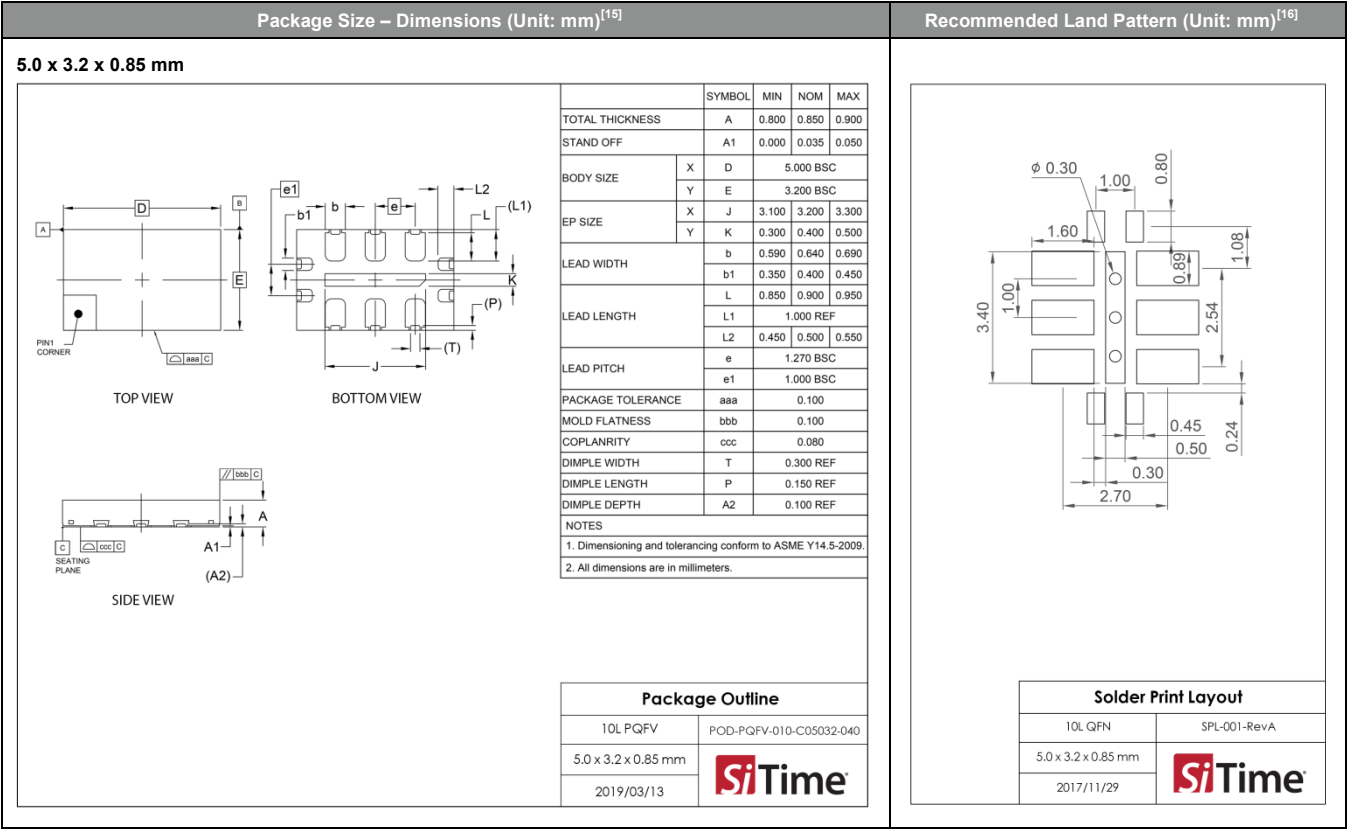 Package Size – Dimensions (Unit: mm)[15]
Recommended Land Pattern (Unit: mm)[16]
5.0 x 3.2 x 0.85 mm
SYMBOL MIN NOM MAX
TOTAL THICKNESS A 0.800 0.850 0.900
STAND OFF A1 0.000 0.035 0.050
BODY SIZE X D 5.000 BSC
Y E 3.200 BSC
EP SIZE X J 3.100 3.200 3.300
Y K 0.300 0.400 0.500
LEAD WIDTH b 0.590 0.640 0.690
b1 0.350 0.400 0.450
LEAD LENGTH L 0.850 0.900 0.950
L1 1.000 REF
L2 0.450 0.500 0.550
LEAD PITCH e 1.270 BSC
e1 1.000 BSC
PACKAGE TOLERANCE aaa 0.100
MOLD FLATNESS bbb 0.100
COPLANRITY ccc 0.080
DIMPLE WIDTH T 0.300 REF
DIMPLE LENGTH P 0.150 REF
DIMPLE DEPTH A2 0.100 REF
NOTES
1. Dimensioning and tolerancing conform to ASME Y14.5-2009.
2. All dimensions are in millimeters.
A
D
B
E
PIN1
CORNER
aaa C
TOP VIEW
e1
b1
b
e
L2
L
(L1)
K
(P)
(T)
J
BOTTOM VIEW
// bbb C
A
A1
(A2)
C
ccc C
SEATING
PLANE
SIDE VIEW
Package Outline
10L PQFV
POD-PQFV-010-C05032-040
5.0 x 3.2 x 0.85 mm
2019/03/13
SiTime
ø 0.30
1.00
0.80
1.60
1.08
0.89
1.00
3.40
2.54
0.45
0.24
0.50
0.30
2.70
Solder Print Layout
10L QFN
SPL-001-RevA
5.0 x 3.2 x 0.85 mm
2017/11/29
SiTime